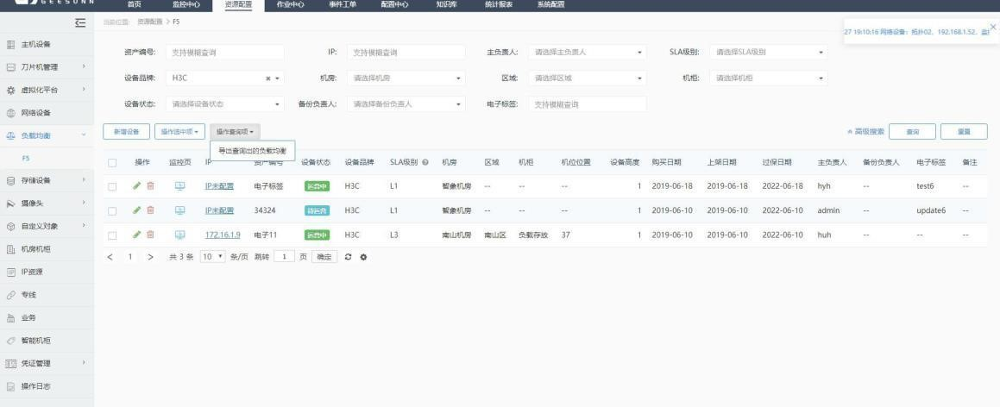 GEESUNN
首页 监控中心 资源配置 作业中心 事件工单 配置中心 知识库 统计报表 系统配置
当前位置: 资源配置 > F5
27 19:10:16 网络设备: 拓扑02, 192.168.1.52,
主机设备
刀片机管理
虚拟化平台
网络设备
负载均衡
F5
存储设备
摄像头
自定义对象
机房机柜
IP资源
专线
业务
智能机柜
凭证管理
操作日志
资产编号: 支持模糊查询 IP: 支持模糊查询 主负责人: 请选择主负责人 SLA级别: 请选择SLA级别
设备品牌: H3C 机房: 请选择机房 区域: 请选择区域 机柜: 请选择机柜
设备状态: 请选择设备状态 备份负责人: 请选择备份负责人 电子标签: 支持模糊查询
新增设备 操作选中项 操作查询项 高级搜索 查询 重置
导出查询出的负载均衡
操作 监控页 IP 资产编号 设备状态 设备品牌 SLA级别 机房 区域 机柜 机位位置 设备高度 购买日期 上架日期 过保日期 主负责人 备份负责人 电子标签 备注
IP未配置 电子标签 运营中 H3C L1 智象机房 -- -- -- 1 2019-06-18 2019-06-18 2022-06-18 hyh -- test6 --
IP未配置 34324 待运营 H3C L1 智象机房 -- -- -- 1 2019-06-10 2019-06-10 2022-06-10 admin -- update6 --
172.16.1.9 电子11 运营中 H3C L3 南山机房 南山区 负载存放 37 1 2019-06-10 2019-06-10 2022-06-10 huh -- -- --
< 1 > 共 3 条 10 条/页 跳转 1 页 确定